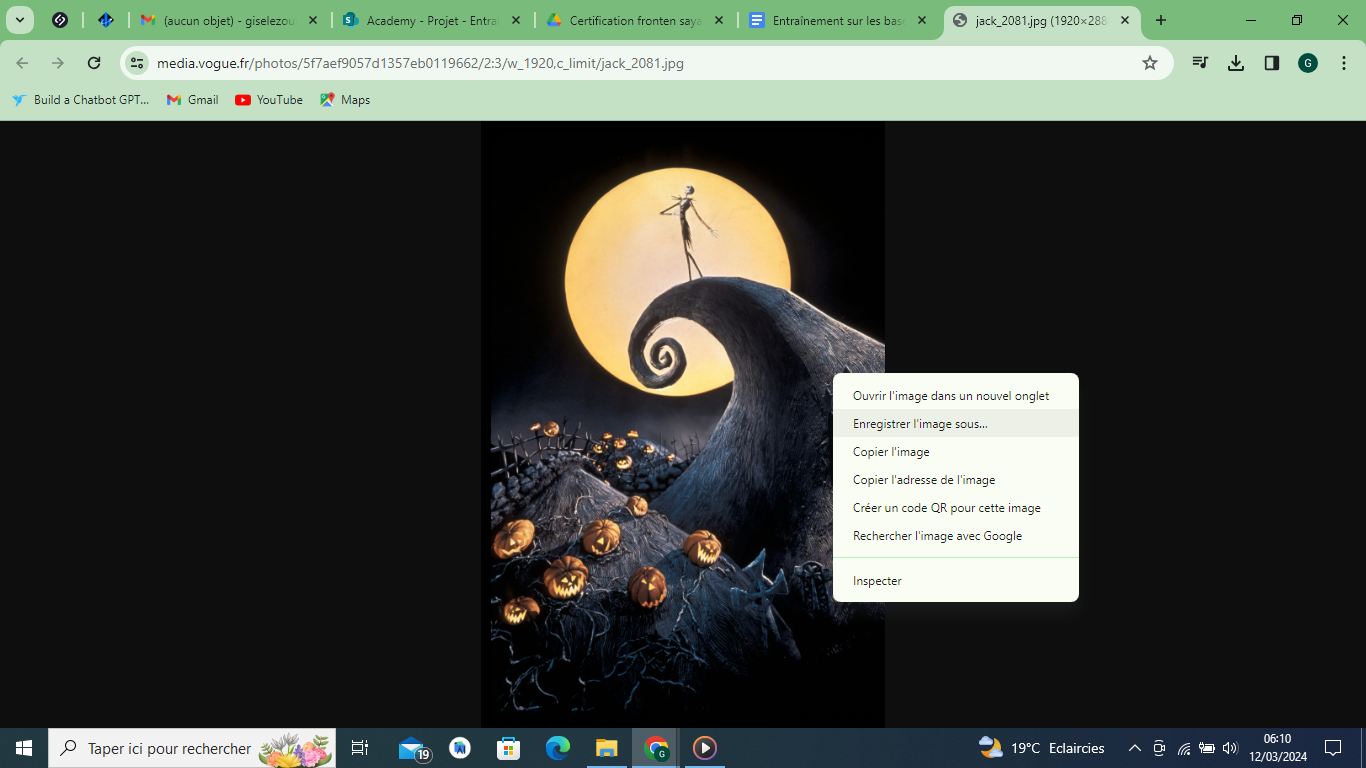 (aucun objet) - giselezou
Academy - Projet - Entra
Certification fronten saya
Entraînement sur les base
jack_2081.jpg (1920×288
media.vogue.fr/photos/5f7aef9057d1357eb0119662/2:3/w_1920,c_limit/jack_2081.jpg
G
Build a Chatbot GPT...
Gmail
YouTube
Maps
Ouvrir l'image dans un nouvel onglet
Enregistrer l'image sous...
Copier l'image
Copier l'adresse de l'image
Créer un code QR pour cette image
Rechercher l'image avec Google
Inspecter
Taper ici pour rechercher
19
G
19°C Eclaircies
06:10
12/03/2024